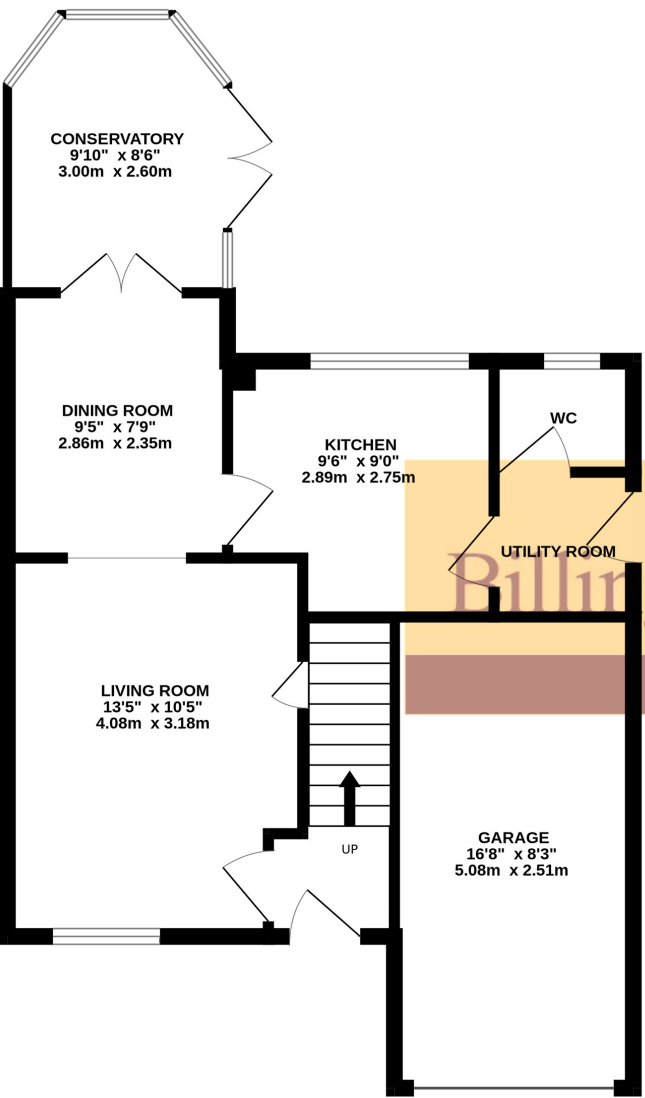 CONSERVATORY
9'10" x 8'6"
3.00m x 2.60m
DINING ROOM
9'5" x 7'9"
2.86m x 2.35m
KITCHEN
9'6" x 9'0"
2.89m x 2.75m
WC
UTILITY ROOM
LIVING ROOM
13'5" x 10'5"
4.08m x 3.18m
UP
GARAGE
16'8" x 8'3"
5.08m x 2.51m